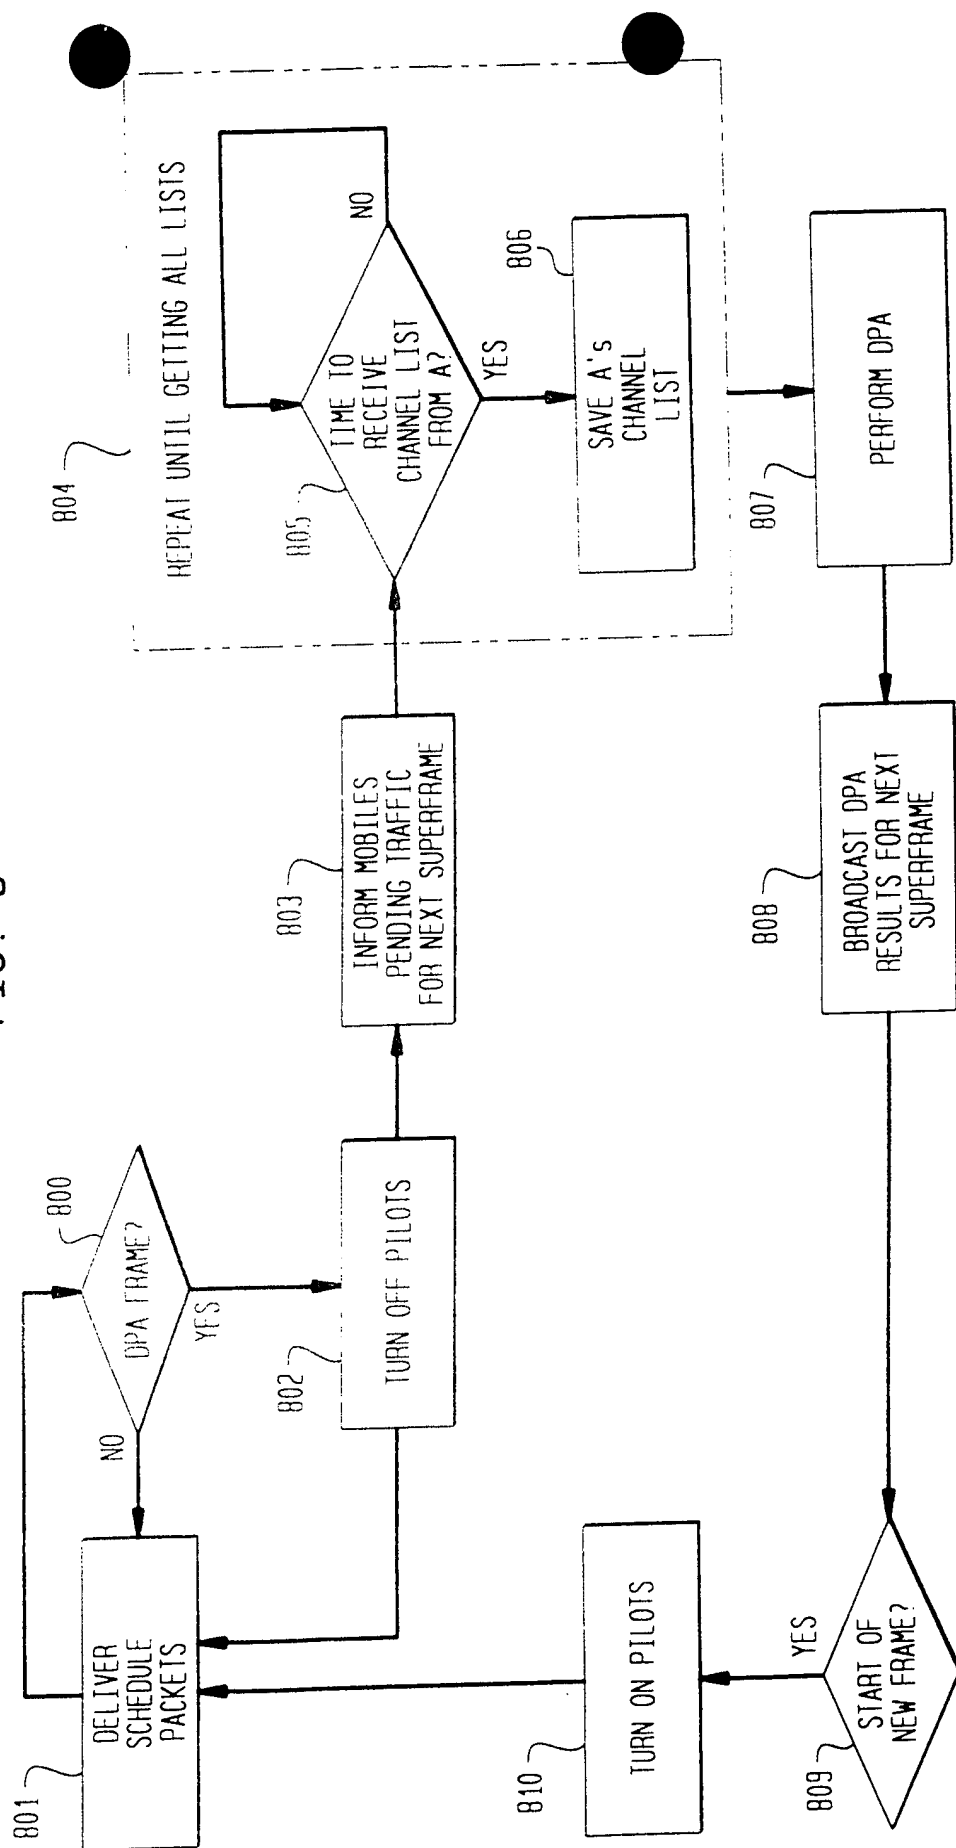 FIG. 8
800
DPA FRAME?
NO
YES
801
DELIVER
SCHEDULE
PACKETS
802
TURN OFF PILOTS
803
INFORM MOBILES
PENDING TRAFFIC
FOR NEXT SUPERFRAME
804
REPEAT UNTIL GETTING ALL LISTS
805
TIME TO
RECEIVE
CHANNEL LIST
FROM A?
NO
YES
806
SAVE A's
CHANNEL
LIST
807
PERFORM DPA
808
BROADCAST DPA
RESULTS FOR NEXT
SUPERFRAME
809
START OF
NEW FRAME?
YES
810
TURN ON PILOTS